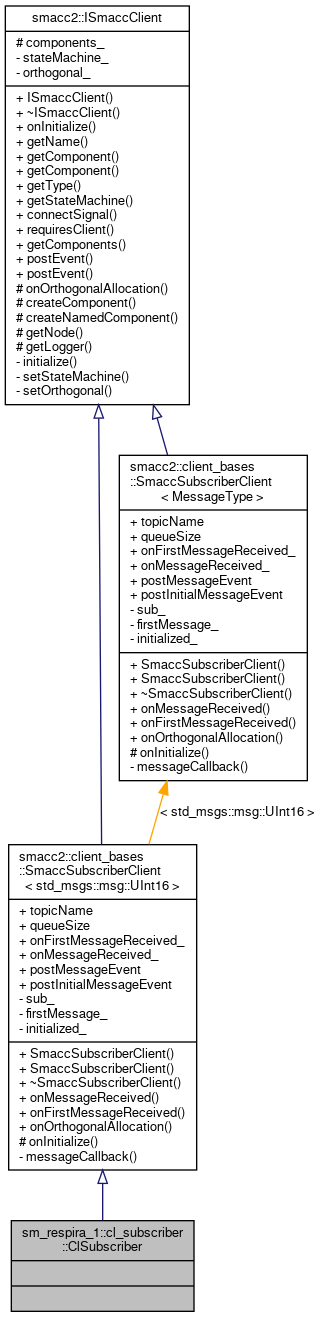 smacc2::ISmaccClient
# components_
- stateMachine_
- orthogonal_
+ ISmaccClient()
+ ~ISmaccClient()
+ onInitialize()
+ getName()
+ getComponent()
+ getComponent()
+ getType()
+ getStateMachine()
+ connectSignal()
+ requiresClient()
+ getComponents()
+ postEvent()
+ postEvent()
# onOrthogonalAllocation()
# createComponent()
# createNamedComponent()
# getNode()
# getLogger()
- initialize()
- setStateMachine()
- setOrthogonal()
smacc2::client_bases
::SmaccSubscriberClient
< MessageType >
+ topicName
+ queueSize
+ onFirstMessageReceived_
+ onMessageReceived_
+ postMessageEvent
+ postInitialMessageEvent
- sub_
- firstMessage_
- initialized_
+ SmaccSubscriberClient()
+ SmaccSubscriberClient()
+ ~SmaccSubscriberClient()
+ onMessageReceived()
+ onFirstMessageReceived()
+ onOrthogonalAllocation()
# onInitialize()
- messageCallback()
< std_msgs::msg::UInt16 >
smacc2::client_bases
::SmaccSubscriberClient
< std_msgs::msg::UInt16 >
+ topicName
+ queueSize
+ onFirstMessageReceived_
+ onMessageReceived_
+ postMessageEvent
+ postInitialMessageEvent
- sub_
- firstMessage_
- initialized_
+ SmaccSubscriberClient()
+ SmaccSubscriberClient()
+ ~SmaccSubscriberClient()
+ onMessageReceived()
+ onFirstMessageReceived()
+ onOrthogonalAllocation()
# onInitialize()
- messageCallback()
sm_respira_1::cl_subscriber
::ClSubscriber